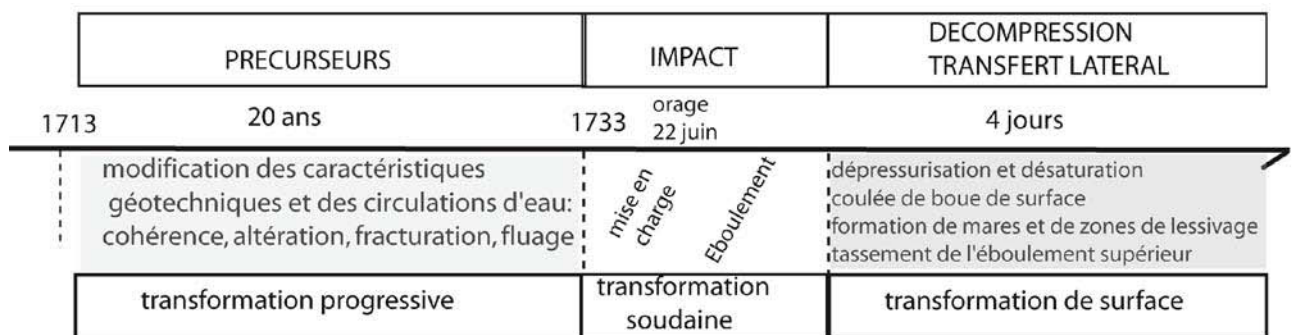 PRECURSEURS
IMPACT
DECOMPRESSION
TRANSFERT LATERAL
1713
20 ans
1733
orage
22 juin
4 jours
modification des caractéristiques
géotechniques et des circulations d'eau:
cohérence, altération, fracturation, fluage
mise en
charge
Eboulement
dépressurisation et désaturation
coulée de boue de surface
formation de mares et de zones de lessivage
tassement de l'éboulement supérieur
transformation progressive
transformation
soudaine
transformation de surface